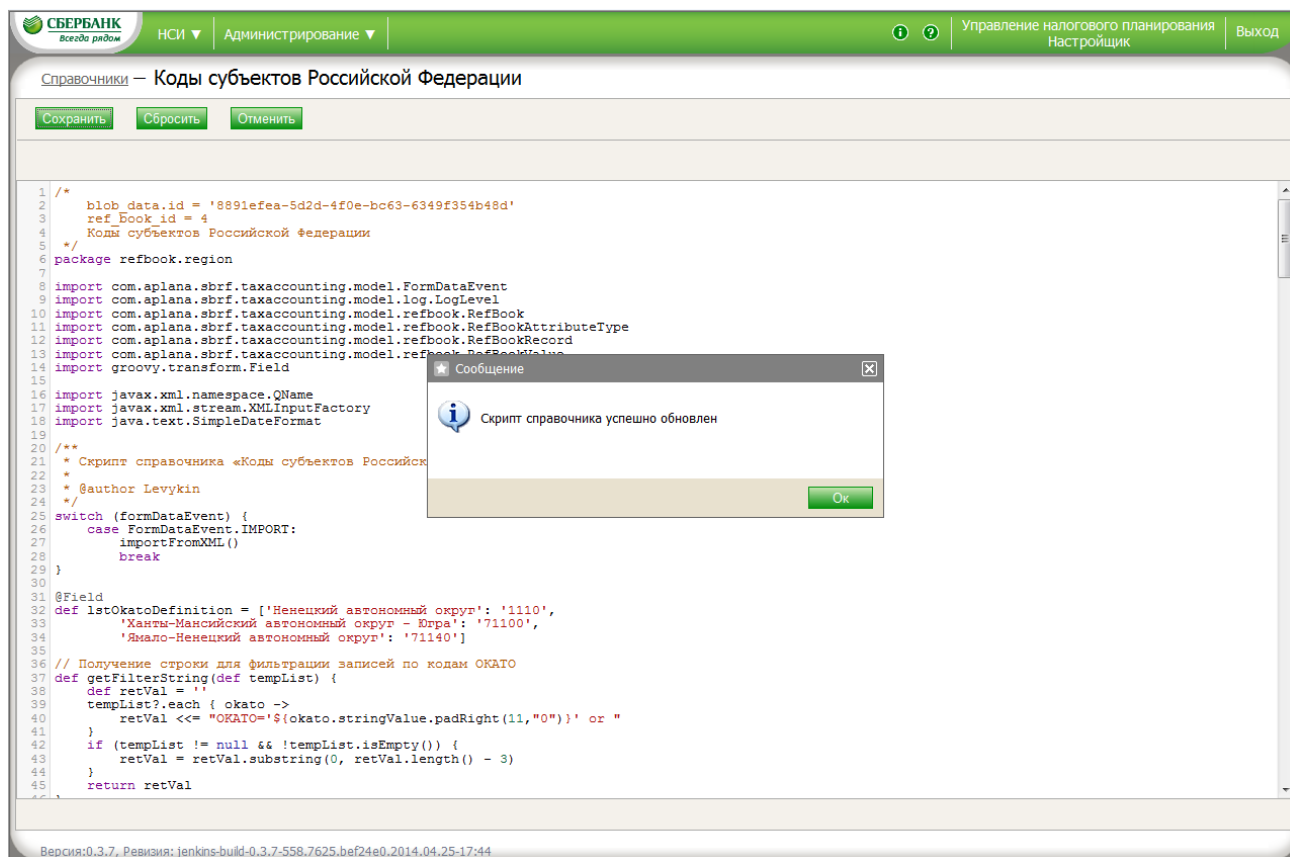 СБЕРБАНК
Всегда рядом
НСИ ▼
Администрирование ▼
Управление налогового планирования
Настройщик
Выход
Справочники — Коды субъектов Российской Федерации
Сохранить
Сбросить
Отменить
1 /*
2     blob_data.id = '8891efea-5d2d-4f0e-bc63-6349f354b48d'
3     ref_book_id = 4
4     Коды субъектов Российской Федерации
5  */
6 package refbook.region
7
8 import com.aplana.sbrf.taxaccounting.model.FormDataEvent
9 import com.aplana.sbrf.taxaccounting.model.log.LogLevel
10 import com.aplana.sbrf.taxaccounting.model.refbook.RefBook
11 import com.aplana.sbrf.taxaccounting.model.refbook.RefBookAttributeType
12 import com.aplana.sbrf.taxaccounting.model.refbook.RefBookRecord
13 import com.aplana.sbrf.taxaccounting.model.refbook.RefBookValue
14 import groovy.transform.Field
15
16 import javax.xml.namespace.QName
17 import javax.xml.stream.XMLInputFactory
18 import java.text.SimpleDateFormat
19
20 /**
21  * Скрипт справочника «Коды субъектов Российск
22  *
23  * @author Levykin
24  */
25 switch (formDataEvent) {
26     case FormDataEvent.IMPORT:
27         importFromXML()
28         break
29 }
30
31 @Field
32 def lstOkatoDefinition = ['Ненецкий автономный округ': '1110',
33         'Ханты-Мансийский автономный округ - Югра': '71100',
34         'Ямало-Ненецкий автономный округ': '71140']
35
36 // Получение строки для фильтрации записей по кодам ОКАТО
37 def getFilterString(def tempList) {
38     def retVal = ''
39     tempList?.each { okato ->
40         retVal <<= "OKATO='${okato.stringValue.padRight(11,"0")}' or "
41     }
42     if (tempList != null && !tempList.isEmpty()) {
43         retVal = retVal.substring(0, retVal.length() - 3)
44     }
45     return retVal
Сообщение
Скрипт справочника успешно обновлен
Ок
Версия:0.3.7, Ревизия: jenkins-build-0.3.7-558.7625.bef24e0.2014.04.25-17:44